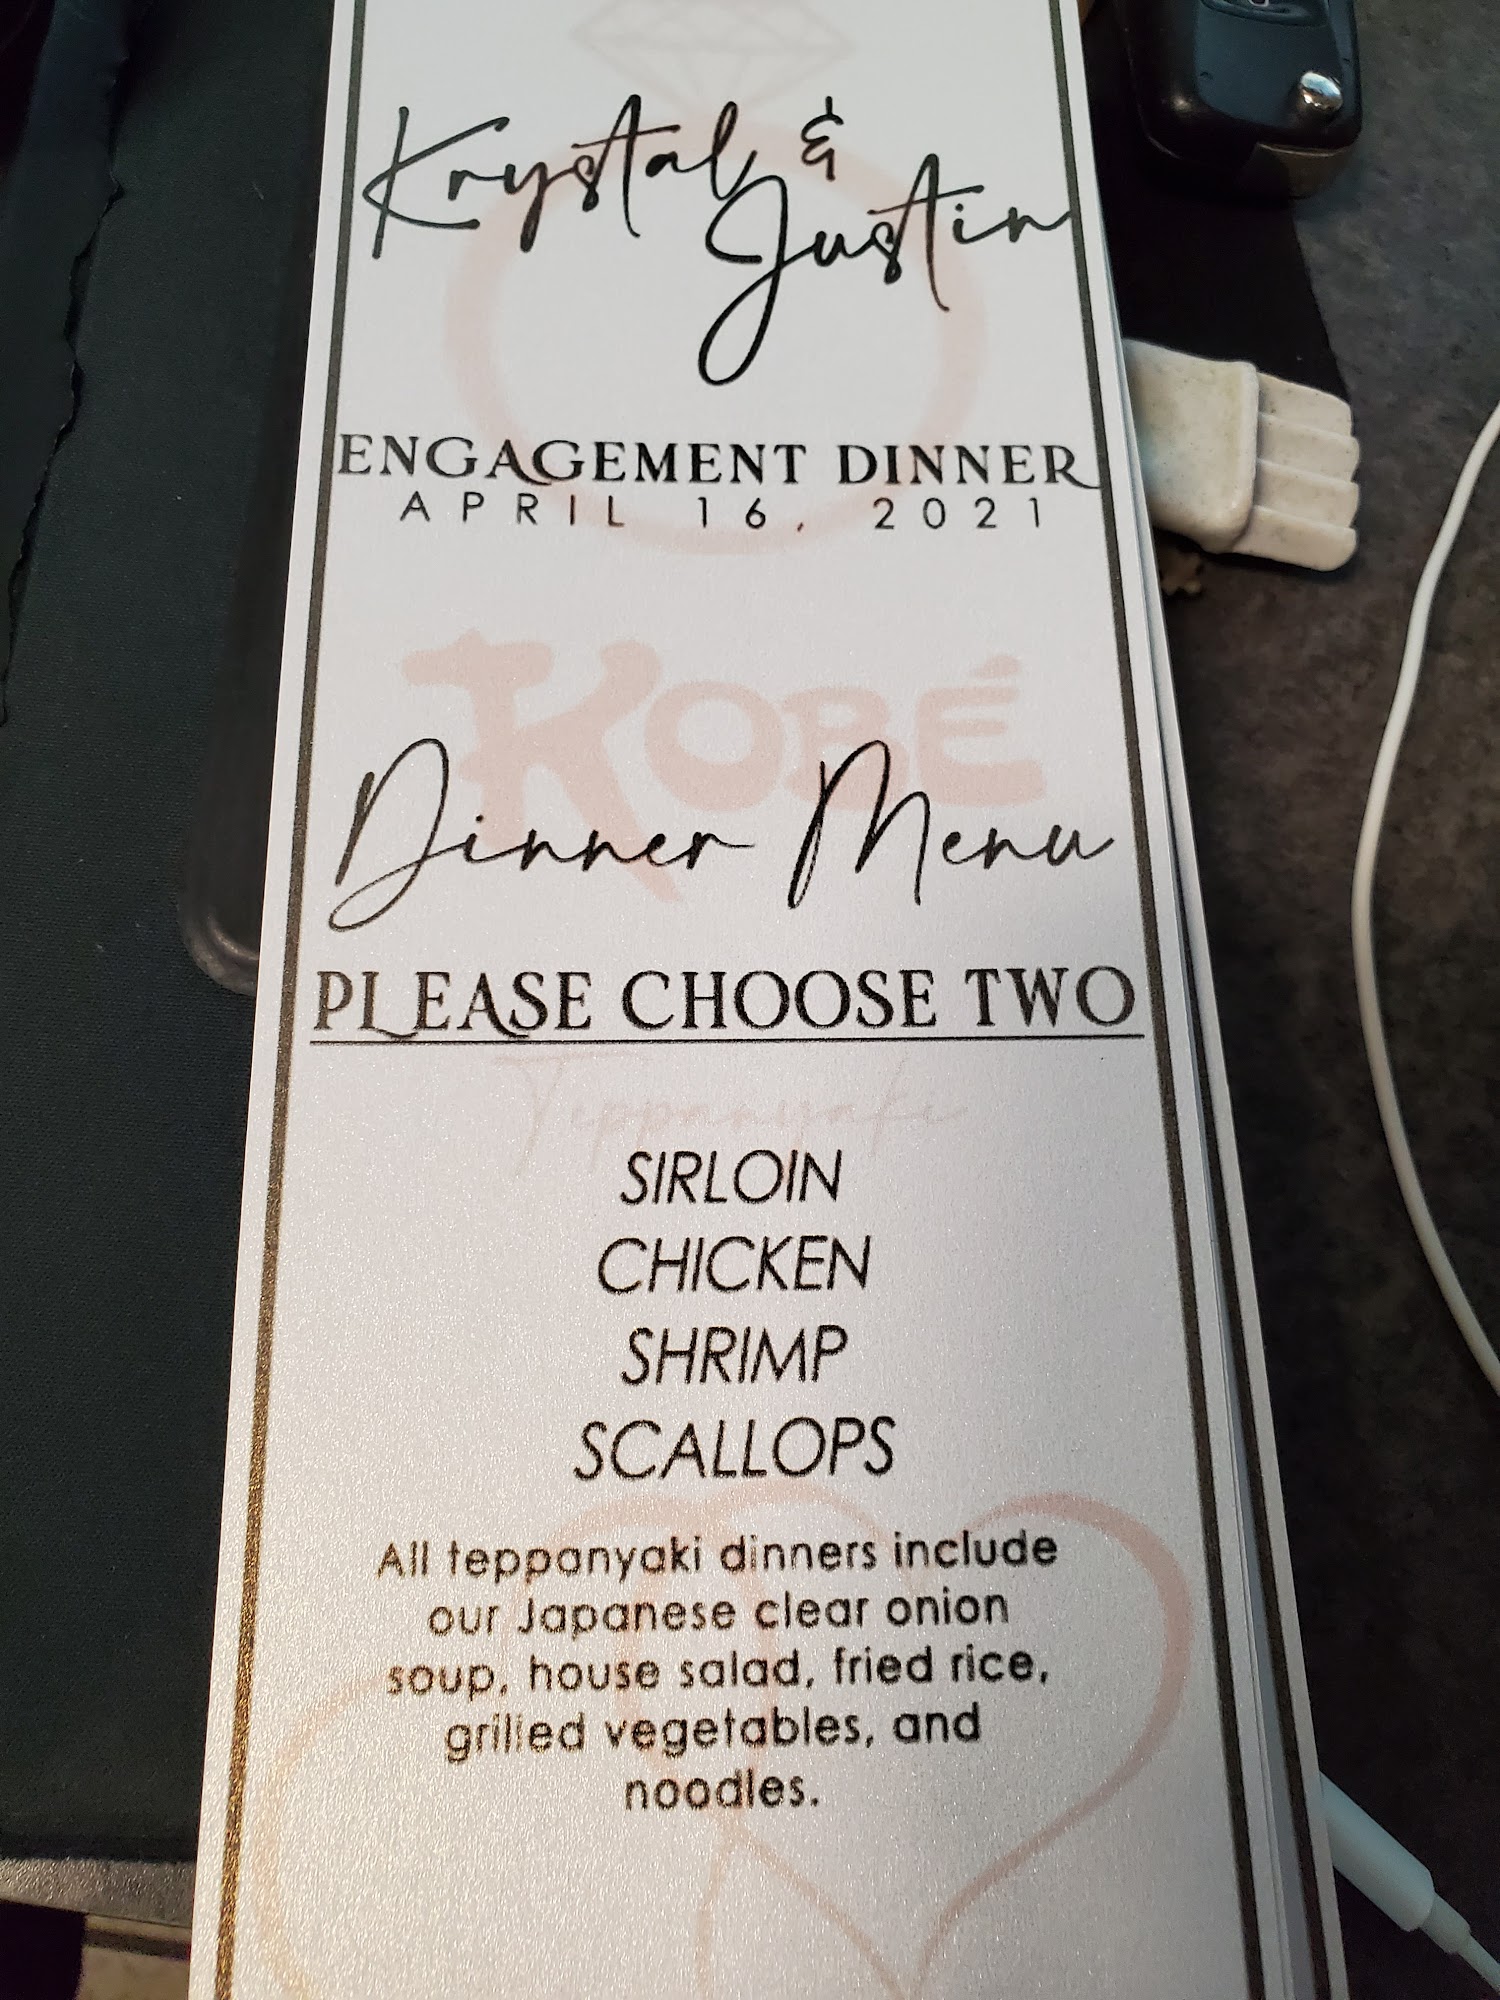 Krystal &
Justin
ENGAGEMENT DINNER
APRIL 16, 2021
KOBÉ
Dinner Menu
PLEASE CHOOSE TWO
Teppanyaki
SIRLOIN
CHICKEN
SHRIMP
SCALLOPS
All teppanyaki dinners include
our Japanese clear onion
soup, house salad, fried rice,
grilled vegetables, and
noodles.